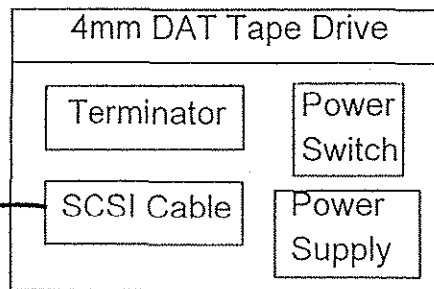 4mm DAT Tape Drive
Terminator
Power
Switch
SCSI Cable
Power
Supply